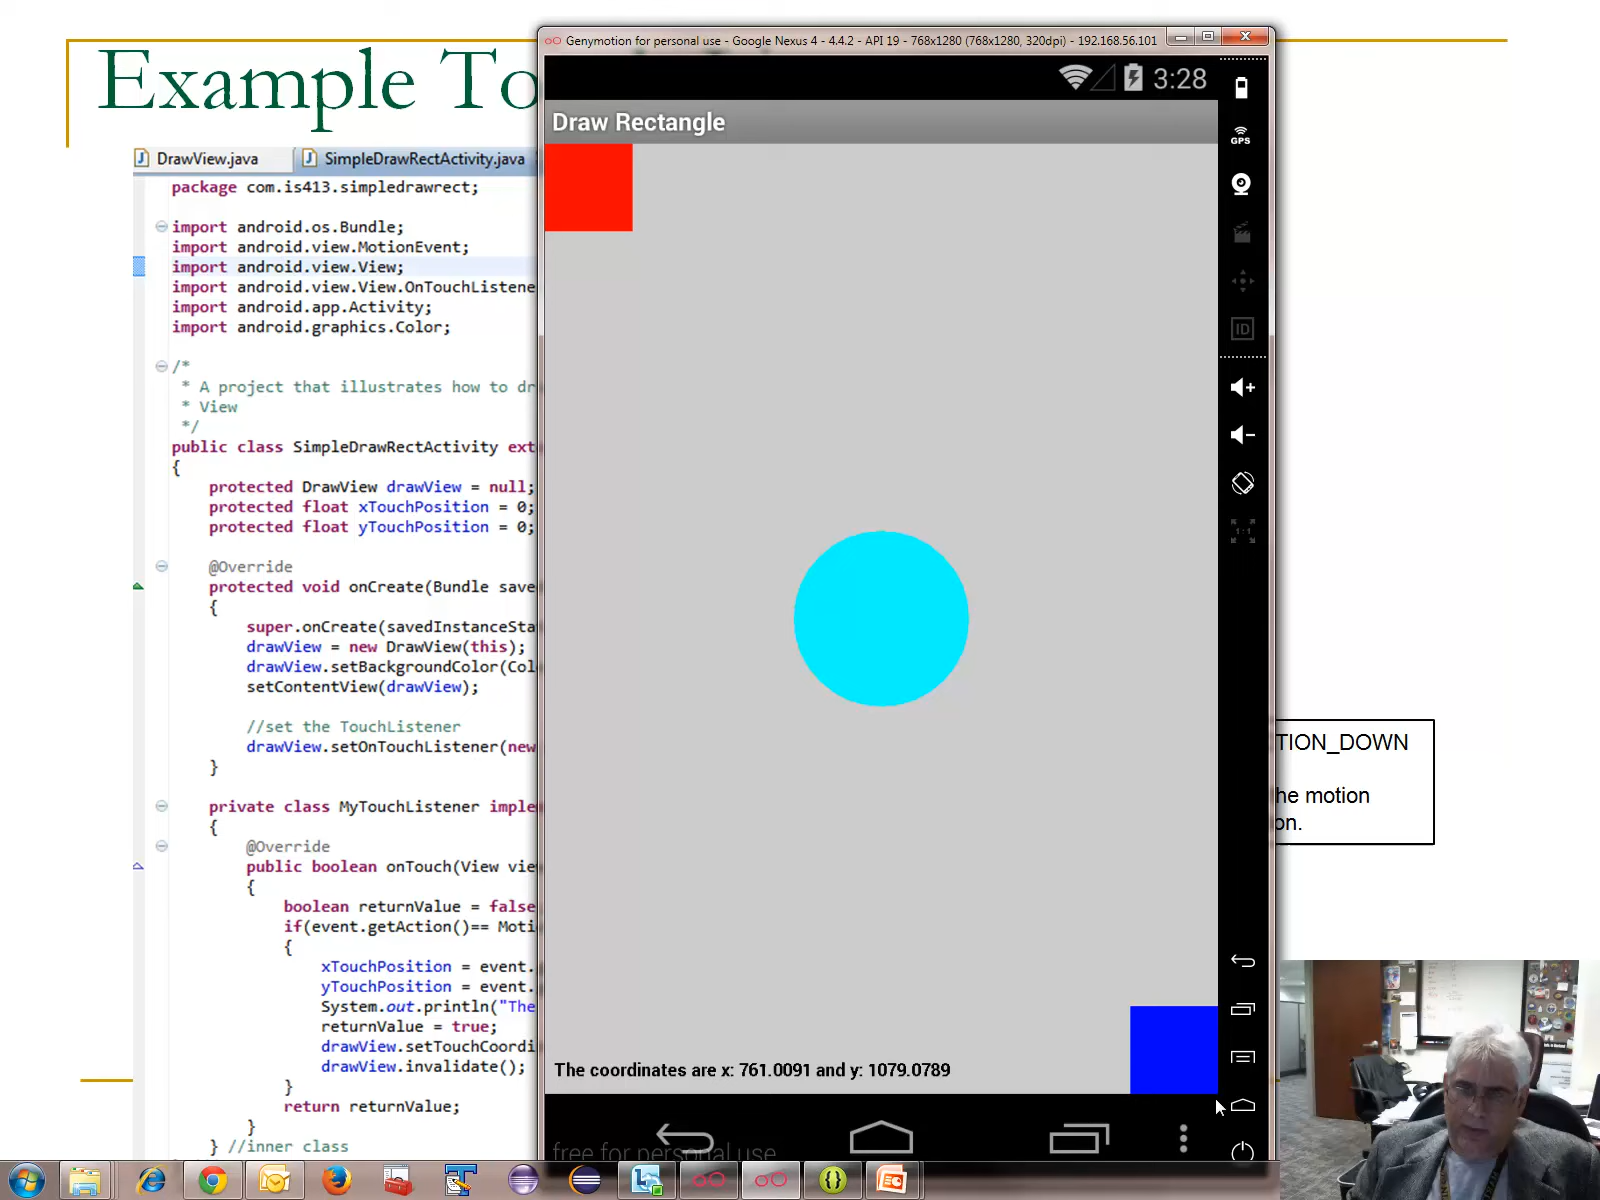 Example To
Genymotion for personal use - Google Nexus 4 - 4.4.2 - API 19 - 768x1280 (768x1280, 320dpi) - 192.168.56.101
3:28
GPS
Draw Rectangle
DrawView.java
SimpleDrawRectActivity.java
package com.is413.simpledrawrect;
import android.os.Bundle;
import android.view.MotionEvent;
import android.view.View;
import android.view.View.OnTouchListene
import android.app.Activity;
import android.graphics.Color;
ID
/*
* A project that illustrates how to dr
* View
*/
public class SimpleDrawRectActivity ext
{
protected DrawView drawView = null;
protected float xTouchPosition = 0;
protected float yTouchPosition = 0;
1:1
@Override
protected void onCreate(Bundle save
{
super.onCreate(savedInstanceSta
drawView = new DrawView(this);
drawView.setBackgroundColor(Col
setContentView(drawView);
//set the TouchListener
drawView.setOnTouchListener(new
}
TION_DOWN
he motion
on.
private class MyTouchListener imple
{
@Override
public boolean onTouch(View vie
{
boolean returnValue = false
if(event.getAction()== Moti
{
xTouchPosition = event.
yTouchPosition = event.
System.out.println("The
returnValue = true;
drawView.setTouchCoordi
drawView.invalidate();
}
return returnValue;
}
} //inner class
The coordinates are x: 761.0091 and y: 1079.0789
free for personal use